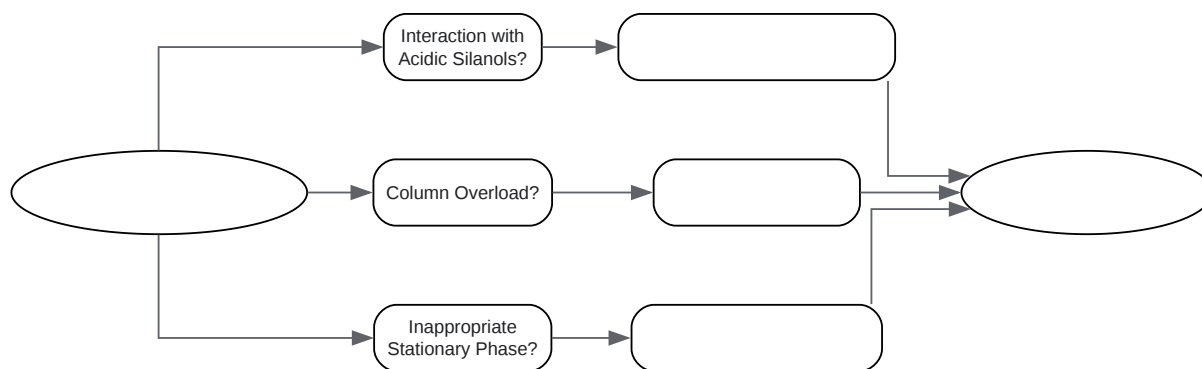 Interaction with
Acidic Silanols?
Column Overload?
Inappropriate
Stationary Phase?